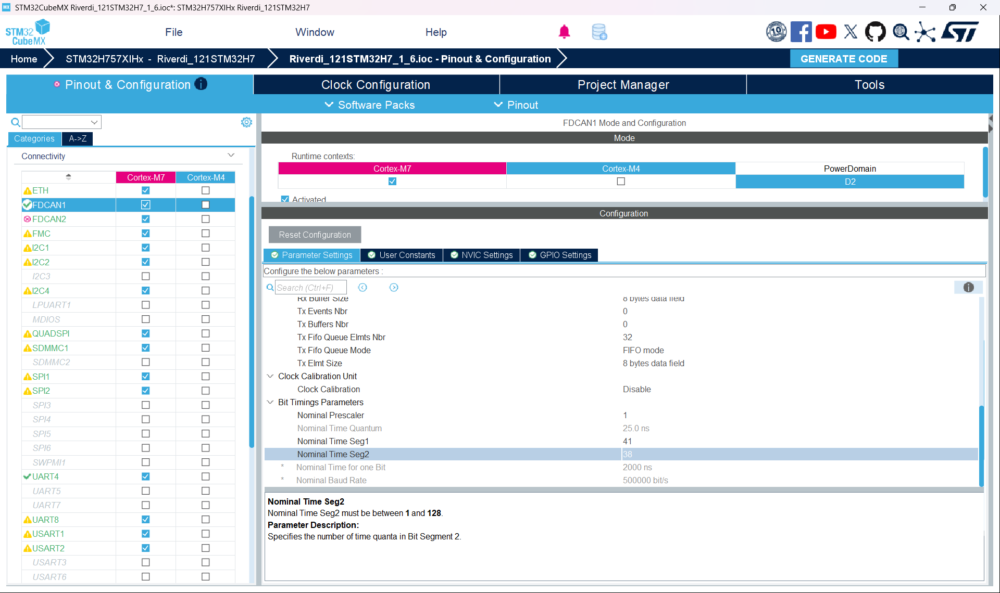 MX STM32CubeMX Riverdi_121STM32H7_1_6.ioc*: STM32H757XIHx Riverdi_121STM32H7
STM32 CubeMX
File
Window
Help
10
ST
Home
STM32H757XIHx - Riverdi_121STM32H7
Riverdi_121STM32H7_1_6.ioc - Pinout & Configuration
GENERATE CODE
Pinout & Configuration
Clock Configuration
Project Manager
Tools
Software Packs
Pinout
Categories
A->Z
Connectivity
Cortex-M7
Cortex-M4
ETH
FDCAN1
FDCAN2
FMC
I2C1
I2C2
I2C3
I2C4
LPUART1
MDIOS
QUADSPI
SDMMC1
SDMMC2
SPI1
SPI2
SPI3
SPI4
SPI5
SPI6
SWPMI1
UART4
UART5
UART7
UART8
USART1
USART2
USART3
USART6
FDCAN1 Mode and Configuration
Mode
Runtime contexts:
Cortex-M7
Cortex-M4
PowerDomain
D2
Activated
Configuration
Reset Configuration
Parameter Settings
User Constants
NVIC Settings
GPIO Settings
Configure the below parameters :
Search (Ctrl+F)
Rx Buffer Size 8 bytes data field
Tx Events Nbr 0
Tx Buffers Nbr 0
Tx Fifo Queue Elmts Nbr 32
Tx Fifo Queue Mode FIFO mode
Tx Elmt Size 8 bytes data field
Clock Calibration Unit
Clock Calibration Disable
Bit Timings Parameters
Nominal Prescaler 1
Nominal Time Quantum 25.0 ns
Nominal Time Seg1 41
Nominal Time Seg2 38
* Nominal Time for one Bit 2000 ns
* Nominal Baud Rate 500000 bit/s
Nominal Time Seg2
Nominal Time Seg2 must be between 1 and 128.
Parameter Description:
Specifies the number of time quanta in Bit Segment 2.